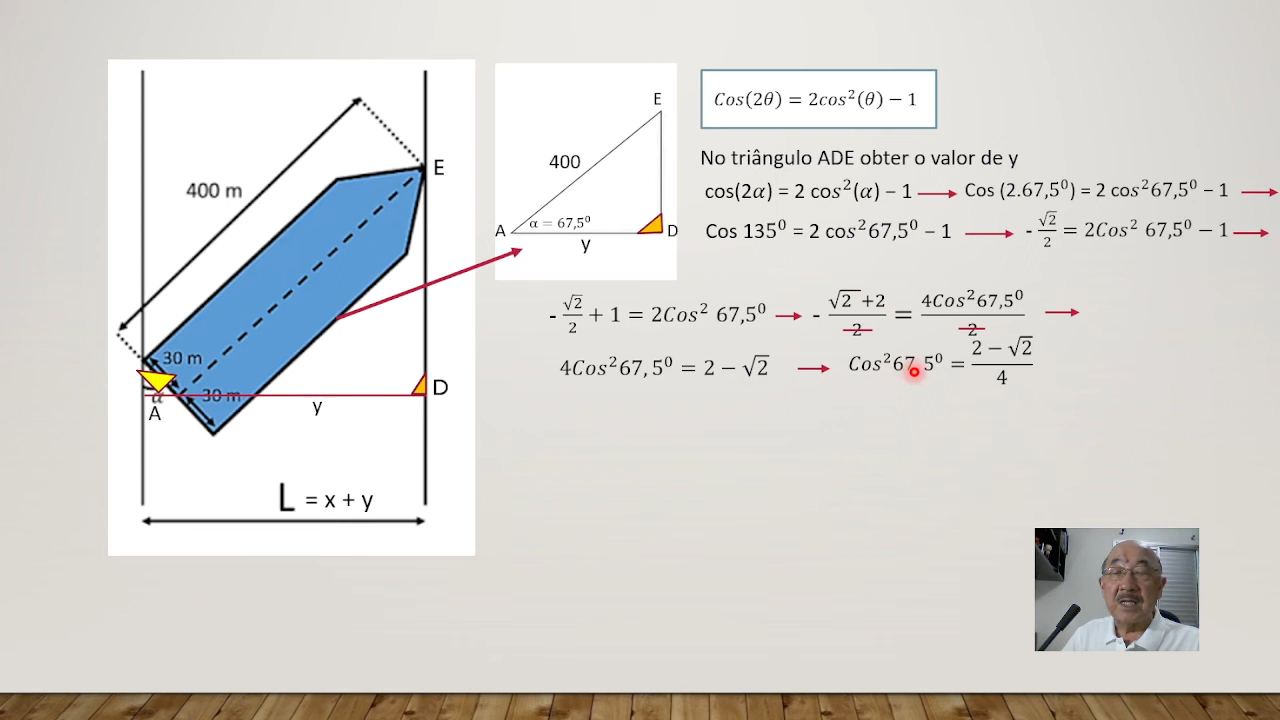 400 m
E
30 m
30 m
α
A
y
D
L = x + y
E
400
α = 67,5⁰
A
D
y
Cos(2θ) = 2cos²(θ) − 1
No triângulo ADE obter o valor de y
cos(2α) = 2 cos²(α) − 1 → Cos (2.67,5⁰) = 2 cos²67,5⁰ − 1 →
Cos 135⁰ = 2 cos²67,5⁰ − 1 → - √2/2 = 2Cos² 67,5⁰ − 1 →
- √2/2 + 1 = 2Cos² 67,5⁰ → - √2 +2/2 = 4Cos²67,5⁰/2 →
4Cos²67,5⁰ = 2 − √2 → Cos²67,5⁰ = 2 − √2/4